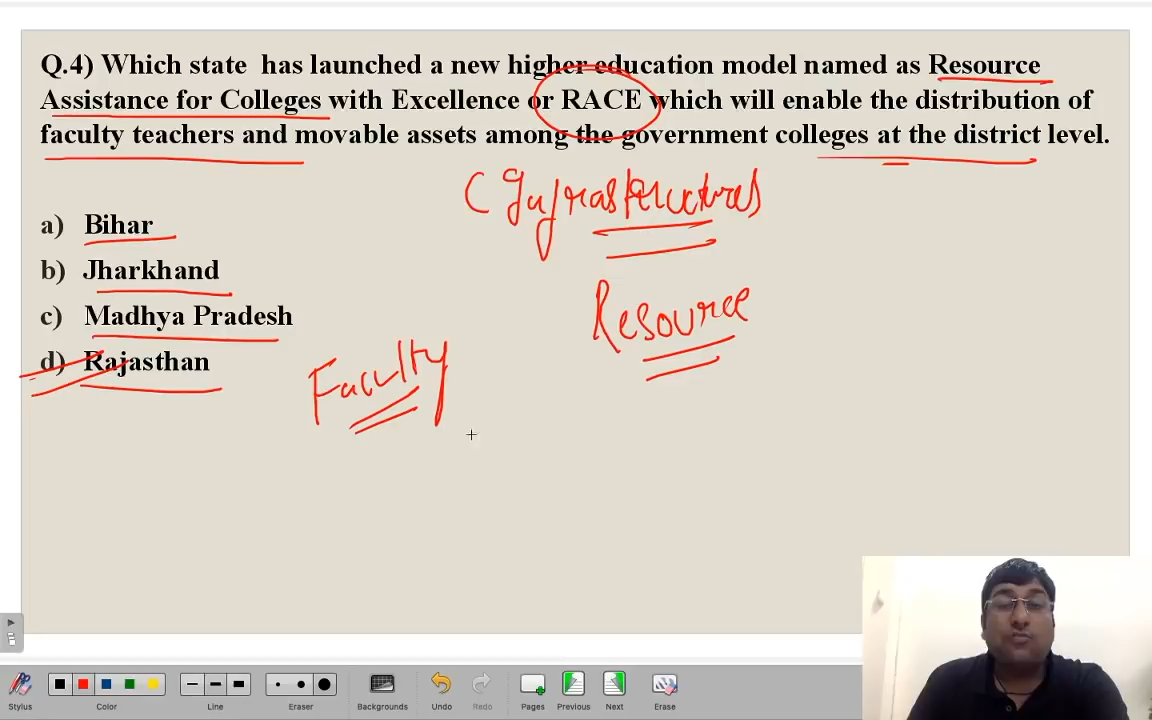 Q.4) Which state has launched a new higher education model named as Resource
Assistance for Colleges with Excellence or RACE which will enable the distribution of
faculty teachers and movable assets among the government colleges at the district level.
a) Bihar
b) Jharkhand
c) Madhya Pradesh
d) Rajasthan
Resource
Faculty
Stylus
Color
Line
Eraser
Backgrounds
Undo
Redo
Pages
Previous
Next
Erase